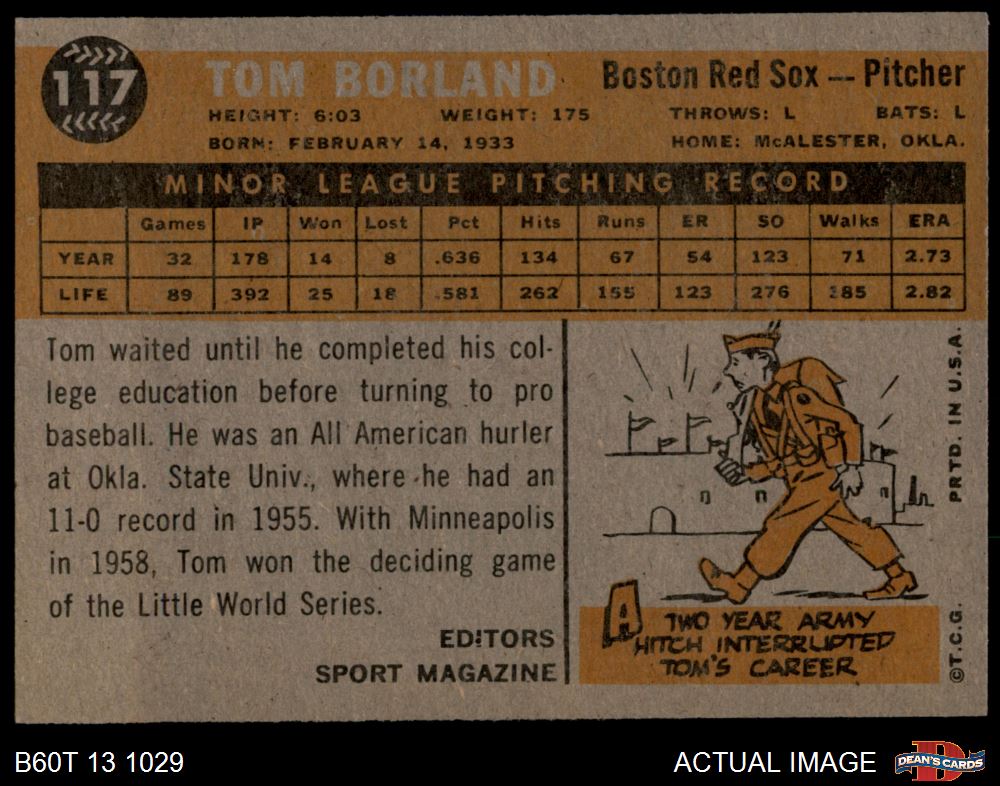 117
TOM BORLAND
Boston Red Sox — Pitcher
HEIGHT: 6:03 WEIGHT: 175 THROWS: L BATS: L
BORN: FEBRUARY 14, 1933 HOME: McALESTER, OKLA.
MINOR LEAGUE PITCHING RECORD
Games IP Won Lost Pct Hits Runs ER SO Walks ERA
YEAR 32 178 14 8 .636 134 67 54 123 71 2.73
LIFE 89 392 25 18 .581 262 155 123 276 185 2.82
Tom waited until he completed his col-
lege education before turning to pro
baseball. He was an All American hurler
at Okla. State Univ., where he had an
11-0 record in 1955. With Minneapolis
in 1958, Tom won the deciding game
of the Little World Series.
EDITORS
SPORT MAGAZINE
A TWO YEAR ARMY
HITCH INTERRUPTED
TOM'S CAREER
©T.C.G. PRTD. IN U.S.A.
B60T 13 1029
ACTUAL IMAGE
D
DEAN'S CARDS